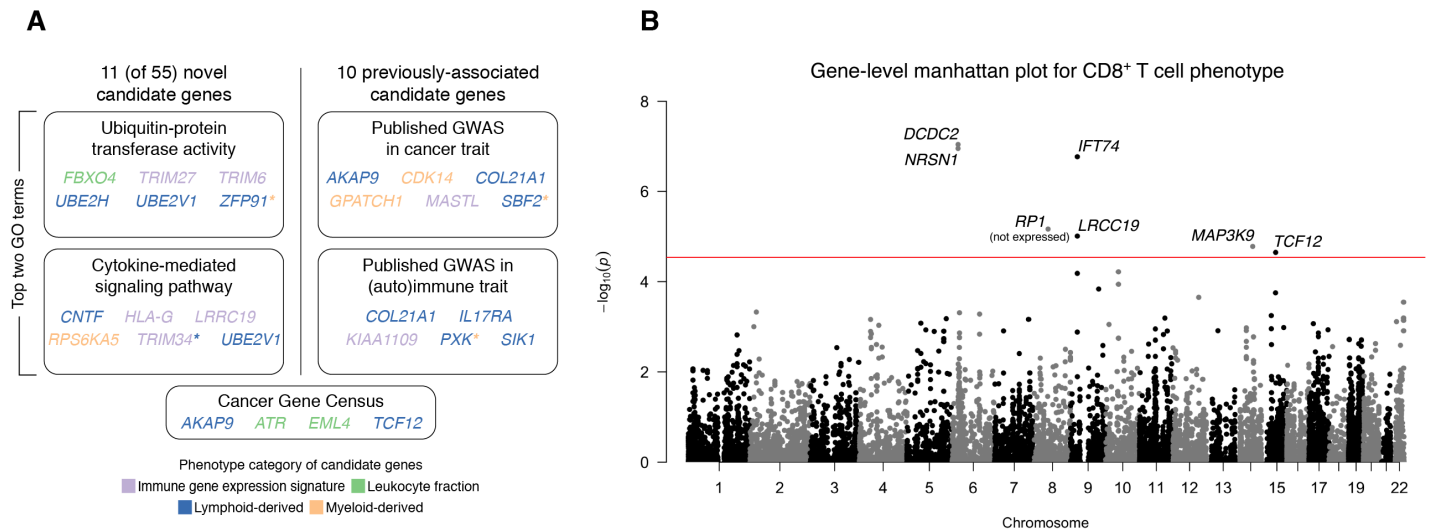 A
11 (of 55) novel
candidate genes
10 previously-associated
candidate genes
Top two GO terms
Ubiquitin-protein
transferase activity
FBXO4 TRIM27 TRIM6
UBE2H UBE2V1 ZFP91*
Published GWAS
in cancer trait
AKAP9 CDK14 COL21A1
GPATCH1 MASTL SBF2*
Cytokine-mediated
signaling pathway
CNTF HLA-G LRRC19
RPS6KA5 TRIM34* UBE2V1
Published GWAS in
(auto)immune trait
COL21A1 IL17RA
KIAA1109 PXK* SIK1
Cancer Gene Census
AKAP9 ATR EML4 TCF12
Phenotype category of candidate genes
Immune gene expression signature Leukocyte fraction
Lymphoid-derived Myeloid-derived
B
Gene-level manhattan plot for CD8+ T cell phenotype
−log10(p)
8
6
4
2
0
DCDC2
NRSN1
IFT74
RP1
(not expressed)
LRCC19
MAP3K9
TCF12
1 2 3 4 5 6 7 8 9 10 11 12 13 15 17 19 22
Chromosome